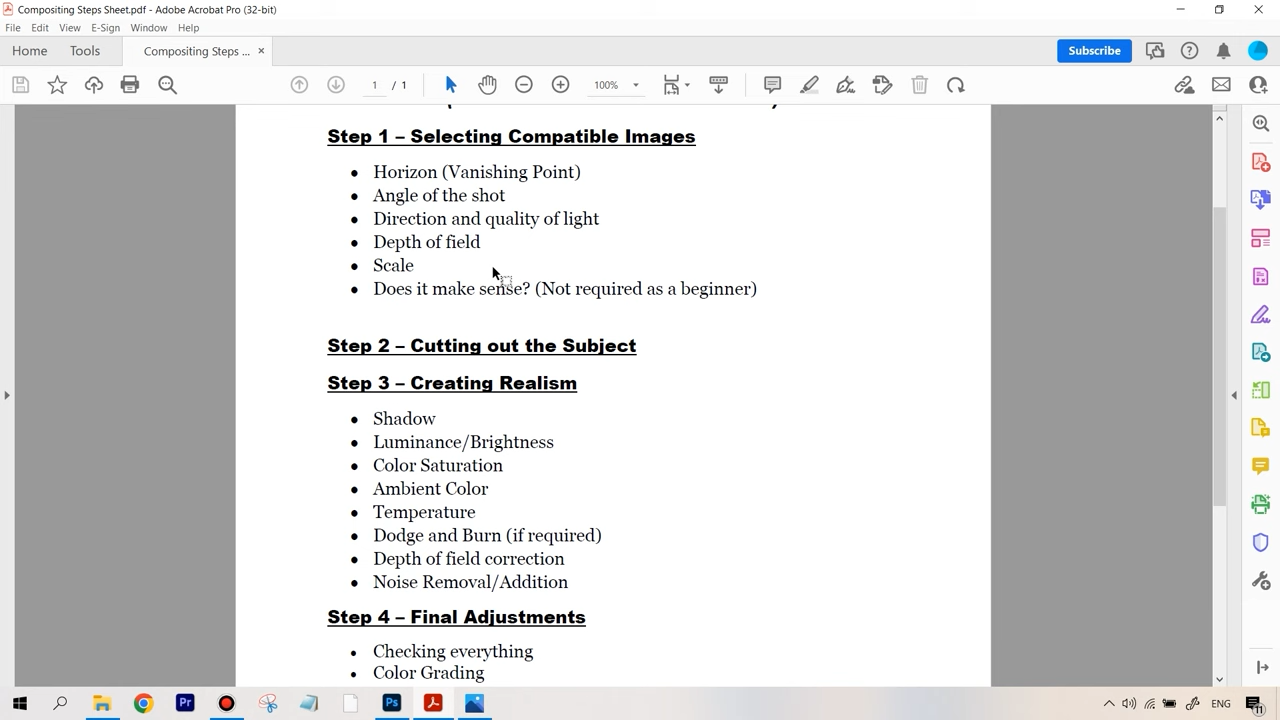 Compositing Steps Sheet.pdf - Adobe Acrobat Pro (32-bit)
File Edit View E-Sign Window Help
Home Tools Compositing Steps ... × Subscribe
1 / 1 100%
Step 1 – Selecting Compatible Images
• Horizon (Vanishing Point)
• Angle of the shot
• Direction and quality of light
• Depth of field
• Scale
• Does it make sense? (Not required as a beginner)
Step 2 – Cutting out the Subject
Step 3 – Creating Realism
• Shadow
• Luminance/Brightness
• Color Saturation
• Ambient Color
• Temperature
• Dodge and Burn (if required)
• Depth of field correction
• Noise Removal/Addition
Step 4 – Final Adjustments
• Checking everything
• Color Grading
Pr Ps ENG 11